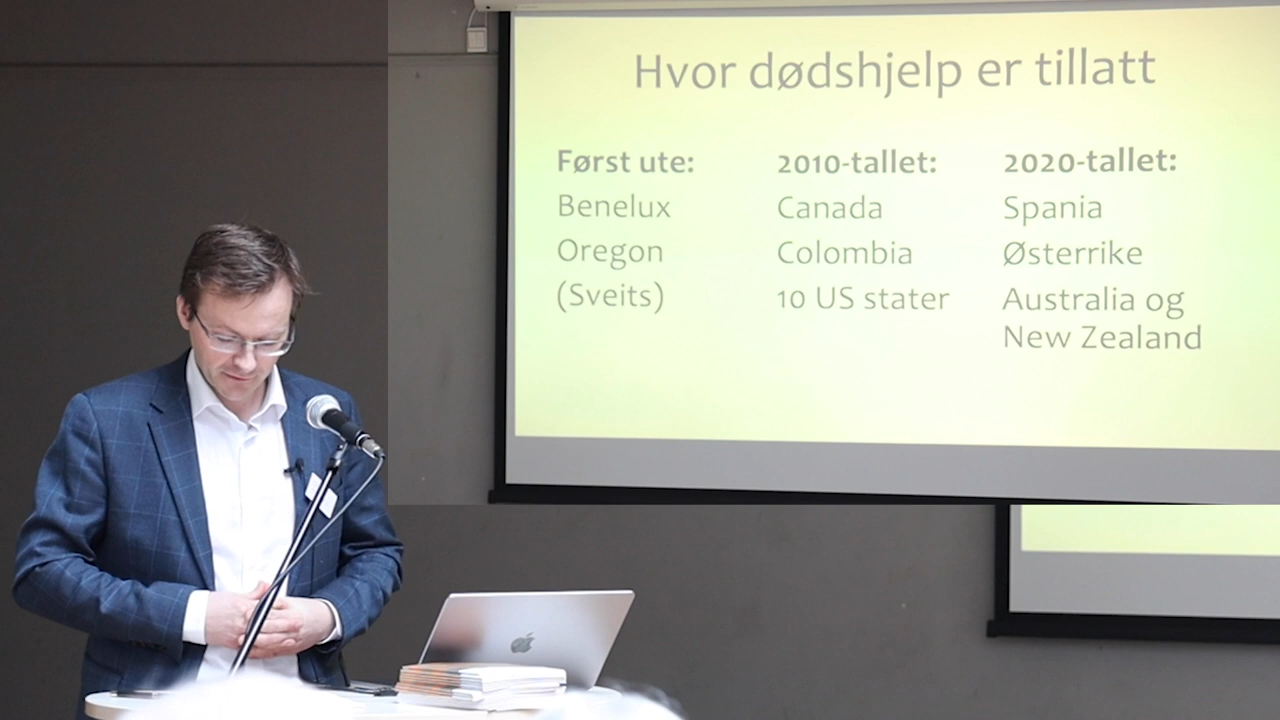 Hvor dødshjelp er tillatt
Først ute:
Benelux
Oregon
(Sveits)
2010-tallet:
Canada
Colombia
10 US stater
2020-tallet:
Spania
Østerrike
Australia og
New Zealand